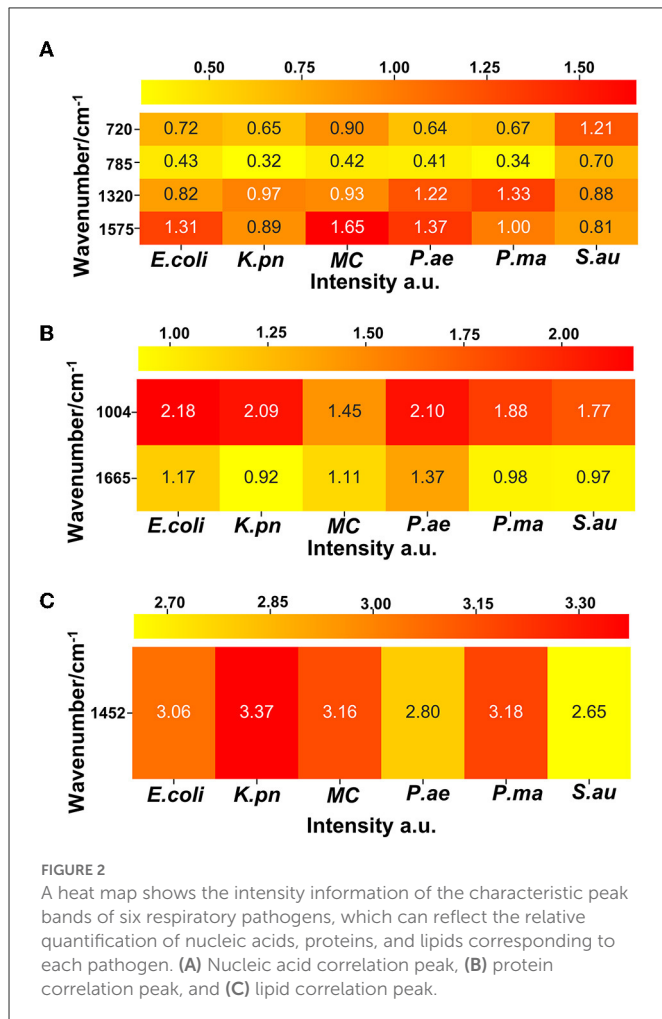 A
0.50 0.75 1.00 1.25 1.50
Wavenumber/cm-1
720 0.72 0.65 0.90 0.64 0.67 1.21
785 0.43 0.32 0.42 0.41 0.34 0.70
1320 0.82 0.97 0.93 1.22 1.33 0.88
1575 1.31 0.89 1.65 1.37 1.00 0.81
E.coli K.pn MC P.ae P.ma S.au
Intensity a.u.
B
1.00 1.25 1.50 1.75 2.00
Wavenumber/cm-1
1004 2.18 2.09 1.45 2.10 1.88 1.77
1665 1.17 0.92 1.11 1.37 0.98 0.97
E.coli K.pn MC P.ae P.ma S.au
Intensity a.u.
C
2.70 2.85 3.00 3.15 3.30
Wavenumber/cm-1
1452 3.06 3.37 3.16 2.80 3.18 2.65
E.coli K.pn MC P.ae P.ma S.au
Intensity a.u.
FIGURE 2
A heat map shows the intensity information of the characteristic peak
bands of six respiratory pathogens, which can reflect the relative
quantification of nucleic acids, proteins, and lipids corresponding to
each pathogen. (A) Nucleic acid correlation peak, (B) protein
correlation peak, and (C) lipid correlation peak.